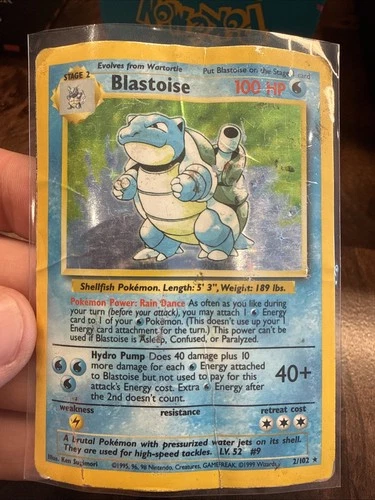 POKéMON
Evolves from Wartortle
Put Blastoise on the Stage 1 card
STAGE 2
Blastoise
100 HP
Shellfish Pokémon. Length: 5' 3", Weight: 189 lbs.
Pokémon Power: Rain Dance As often as you like during
your turn (before your attack), you may attach 1 Energy
card to 1 of your Pokémon. (This doesn't use up your 1
Energy card attachment for the turn.) This power can't be
used if Blastoise is Asleep, Confused, or Paralyzed.
Hydro Pump Does 40 damage plus 10
more damage for each Energy attached
to Blastoise but not used to pay for this
attack's Energy cost. Extra Energy after
the 2nd doesn't count.
40+
weakness
resistance
retreat cost
A brutal Pokémon with pressurized water jets on its shell.
They are used for high-speed tackles. LV. 52 #9
Illus. Ken Sugimori
©1995, 96, 98 Nintendo, Creatures, GAMEFREAK. ©1999 Wizards.
2/102 ★